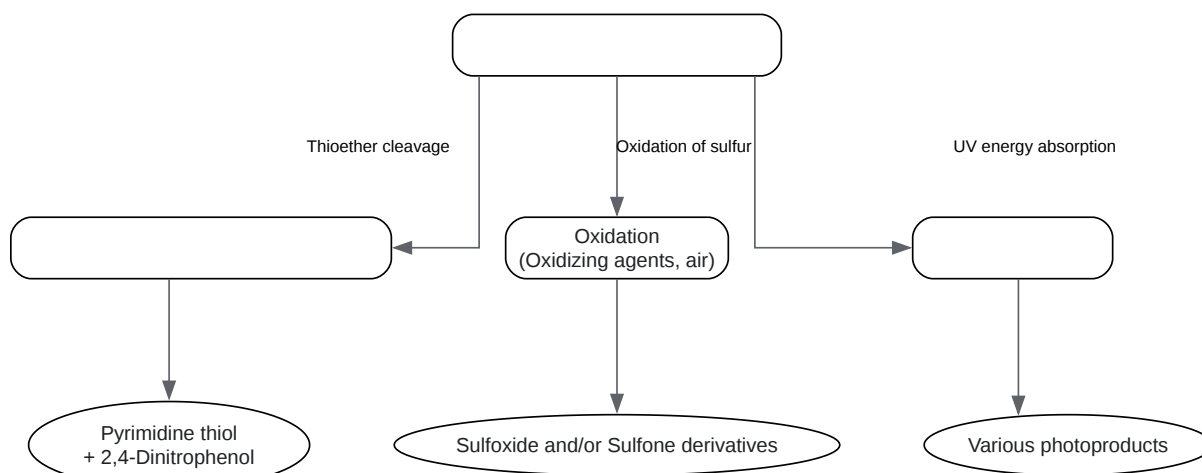 Thioether cleavage
Oxidation of sulfur
UV energy absorption
Oxidation
(Oxidizing agents, air)
Pyrimidine thiol
+ 2,4-Dinitrophenol
Sulfoxide and/or Sulfone derivatives
Various photoproducts